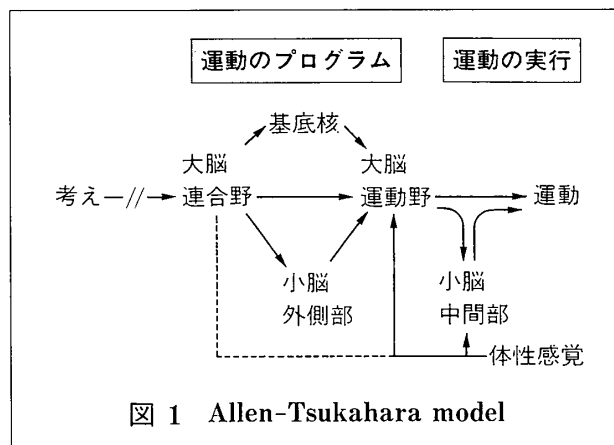 運動のプログラム
運動の実行
基底核
大脳
大脳
考え
連合野
運動野
運動
小脳
外側部
小脳
中間部
体性感覚
図 1 Allen-Tsukahara model